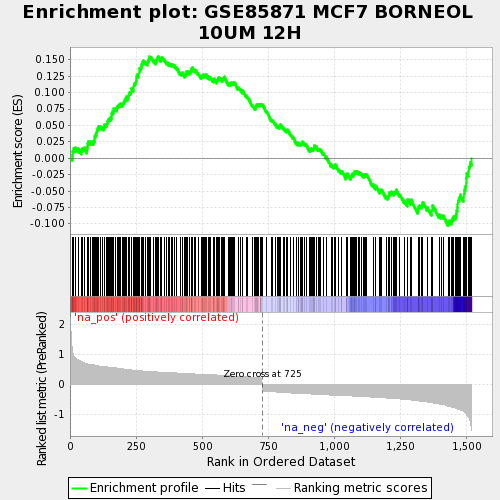 Enrichment plot: GSE85871 MCF7 BORNEOL
10UM 12H
Enrichment score (ES)
0.150
0.125
0.100
0.075
0.050
0.025
0.000
-0.025
-0.050
-0.075
-0.100
'na_pos' (positively correlated)
Ranked list metric (PreRanked)
2
1
0
-1
Zero cross at 725
'na_neg' (negatively correlated)
0
250
500
750
1,000
1,250
1,500
Rank in Ordered Dataset
Enrichment profile
Hits
Ranking metric scores